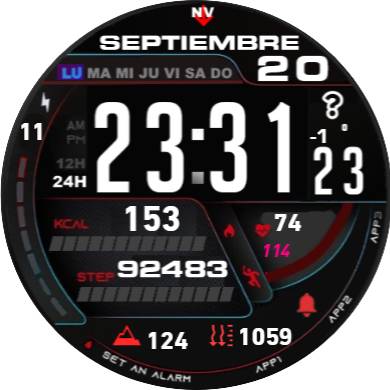 NV
SEPTIEMBRE
LU MA MI JU VI SA DO 20
11 AM PM 12H 24H 23:31 ? -1° 23
KCAL 153 74
114
STEP 92483
124 1059
SET AN ALARM APP1 APP2 APP3